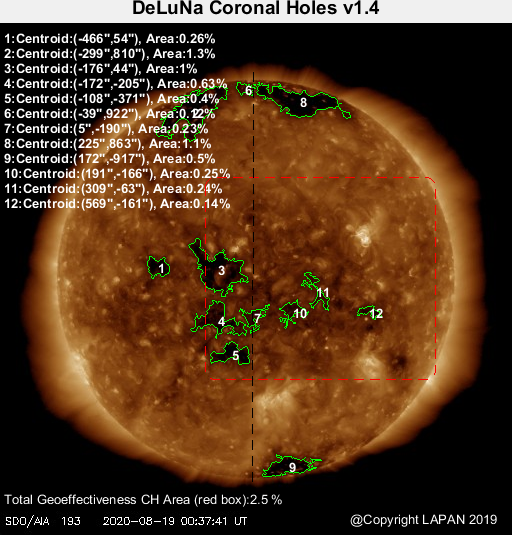 DeLuNa Coronal Holes v1.4
1:Centroid:(-466",54"), Area:0.26%
2:Centroid:(-299",810"), Area:1.3%
3:Centroid:(-176",44"), Area:1%
4:Centroid:(-172",-205"), Area:0.63%
5:Centroid:(-108",-371"), Area:0.4%
6:Centroid:(-39",922"), Area:0.12%
7:Centroid:(5",-190"), Area:0.23%
8:Centroid:(225",863"), Area:1.1%
9:Centroid:(172",-917"), Area:0.5%
10:Centroid:(191",-166"), Area:0.25%
11:Centroid:(309",-63"), Area:0.24%
12:Centroid:(569",-161"), Area:0.14%
6
8
2
1
3
11
10
12
4
7
5
9
Total Geoeffectiveness CH Area (red box):2.5 %
SDO/AIA 193 2020-08-19 00:37:41 UT
@Copyright LAPAN 2019